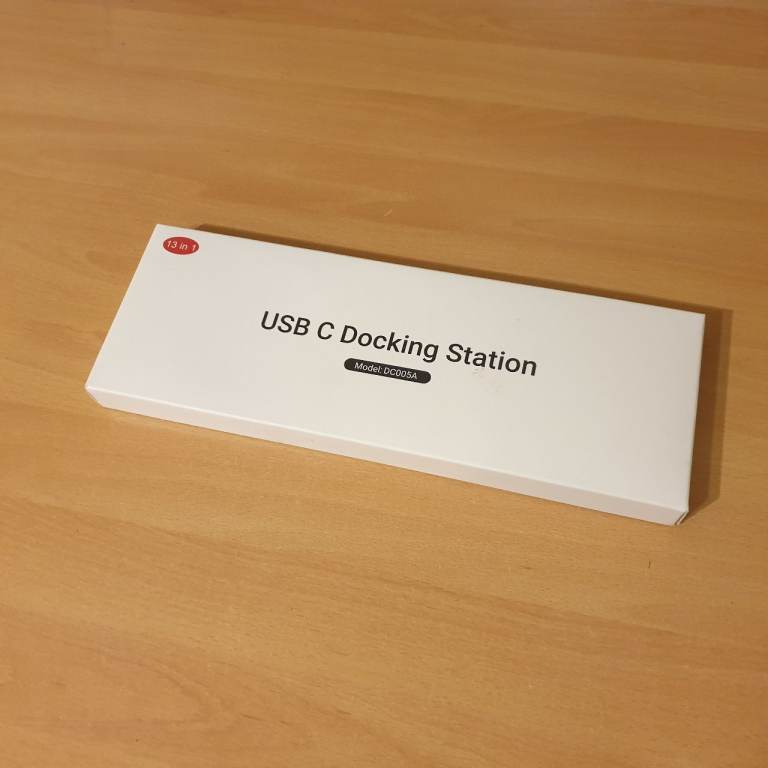 13 in 1
USB C Docking Station
Model: DC005A